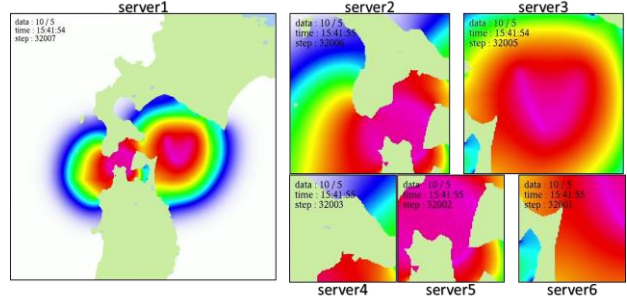 server1
server2
server3
data : 10 / 5
time : 15:41:54
step : 32007
data : 10 / 5
time : 15:41:55
step : 32006
data : 10 / 5
time : 15:41:54
step : 32005
data : 10 / 5
time : 15:41:55
step : 32003
data : 10 / 5
time : 15:41:55
step : 32002
data : 10 / 5
time : 15:41:55
step : 32001
server4
server5
server6